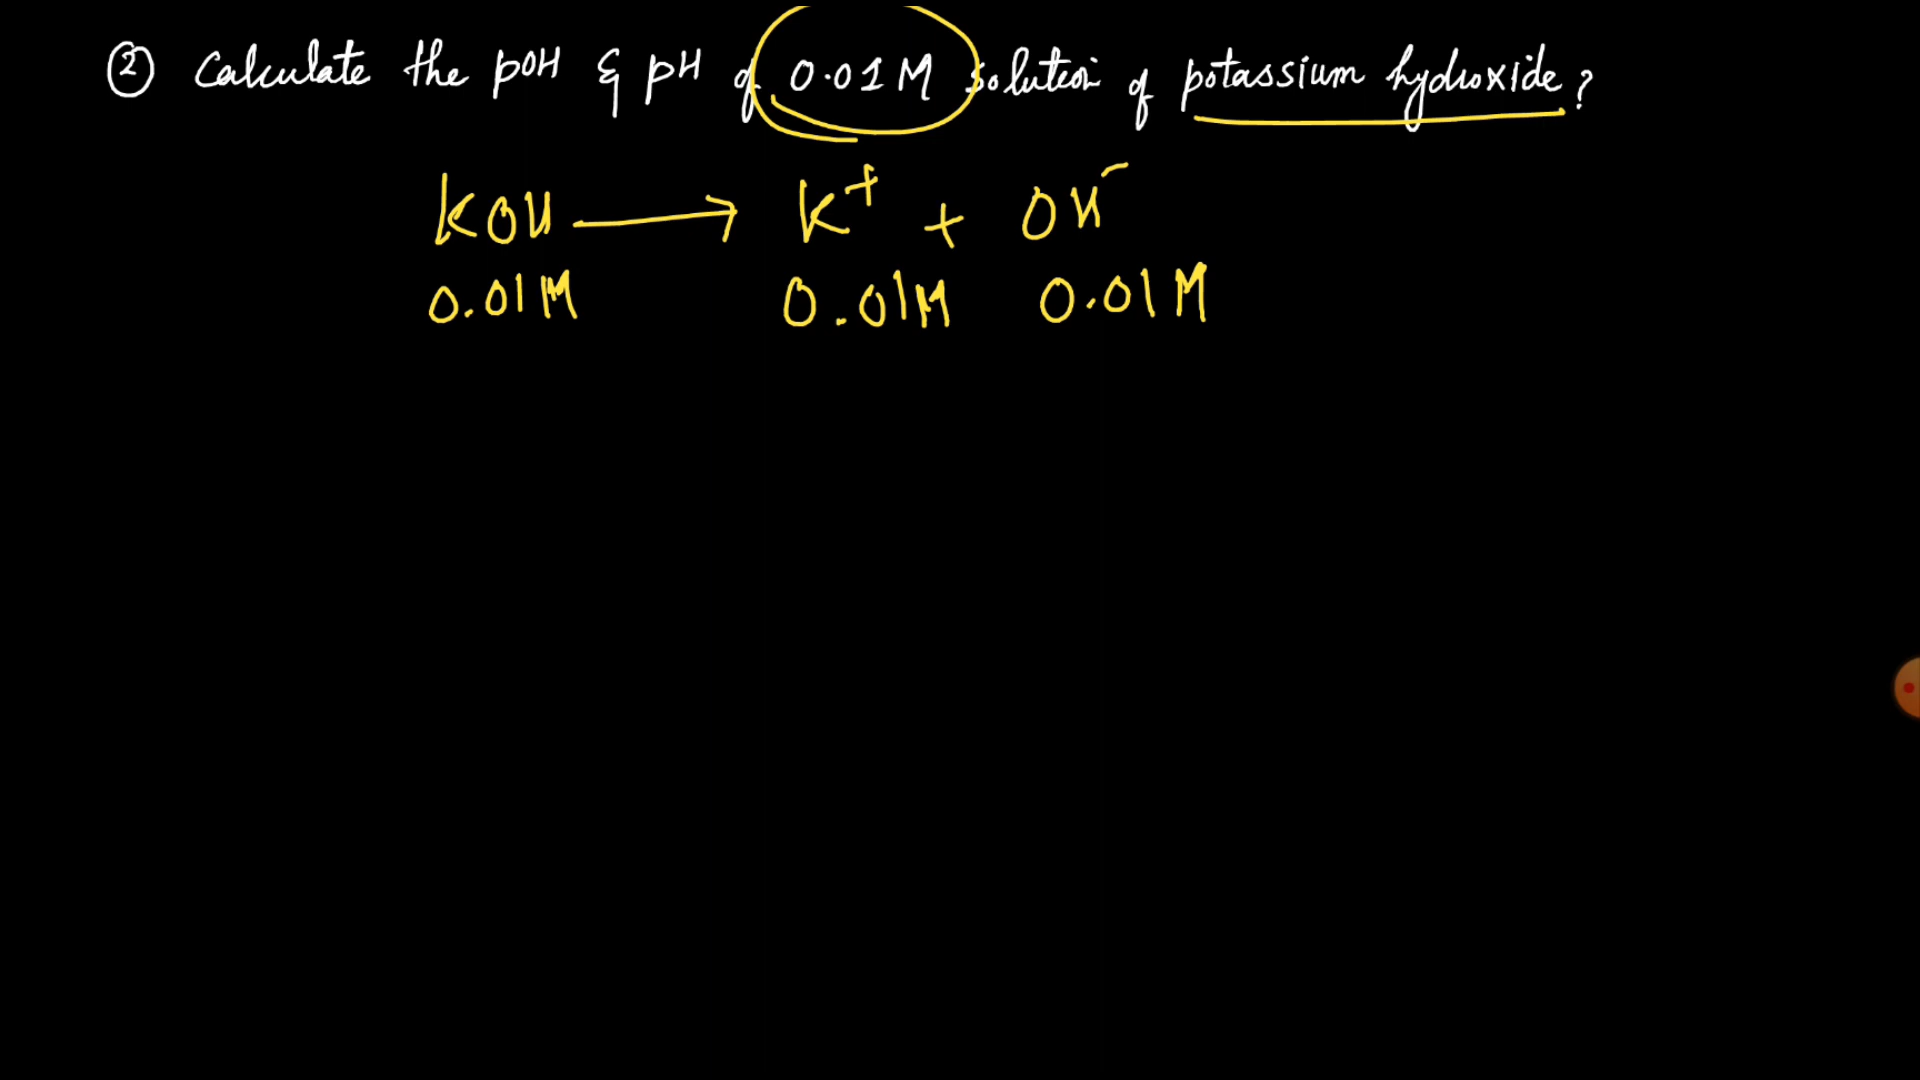 ② Calculate the pOH & pH of 0.01 M solution of potassium hydroxide?
KOH → K⁺ + OH⁻
0.01M 0.01M 0.01M